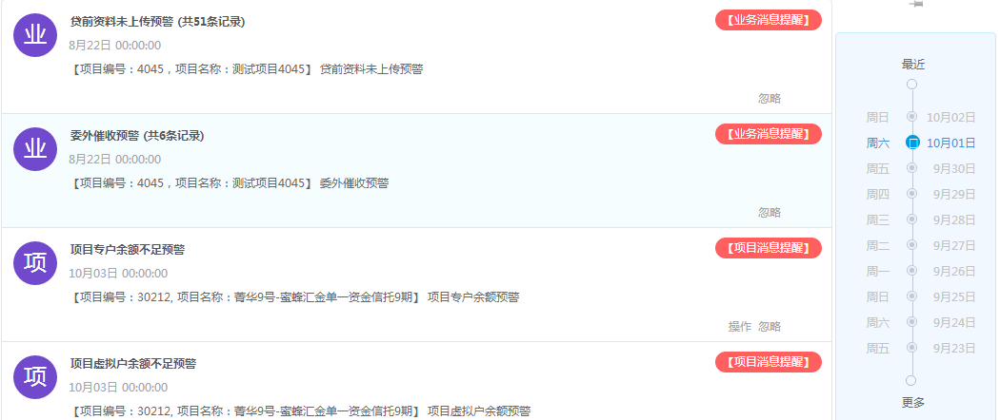 业
贷前资料未上传预警 (共51条记录)
【业务消息提醒】
8月22日 00:00:00
【项目编号：4045，项目名称：测试项目4045】 贷前资料未上传预警
忽略
业
委外催收预警 (共6条记录)
【业务消息提醒】
8月22日 00:00:00
【项目编号：4045，项目名称：测试项目4045】 委外催收预警
忽略
项
项目专户余额不足预警
【项目消息提醒】
10月03日 00:00:00
【项目编号：30212, 项目名称：菁华9号-蜜蜂汇金单一资金信托9期】 项目专户余额预警
操作 忽略
项
项目虚拟户余额不足预警
【项目消息提醒】
10月03日 00:00:00
【项目编号：30212, 项目名称：菁华9号-蜜蜂汇金单一资金信托9期】 项目虚拟户余额预警
最近
周日 10月02日
周六 10月01日
周五 9月30日
周四 9月29日
周三 9月28日
周二 9月27日
周一 9月26日
周日 9月25日
周六 9月24日
周五 9月23日
更多